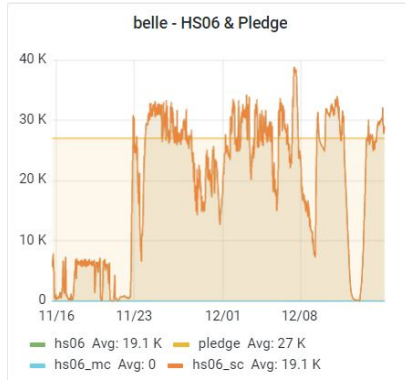 belle - HS06 & Pledge
40 K
30 K
20 K
10 K
0
11/16 11/23 12/01 12/08
hs06 Avg: 19.1 K pledge Avg: 27 K
hs06_mc Avg: 0 hs06_sc Avg: 19.1 K